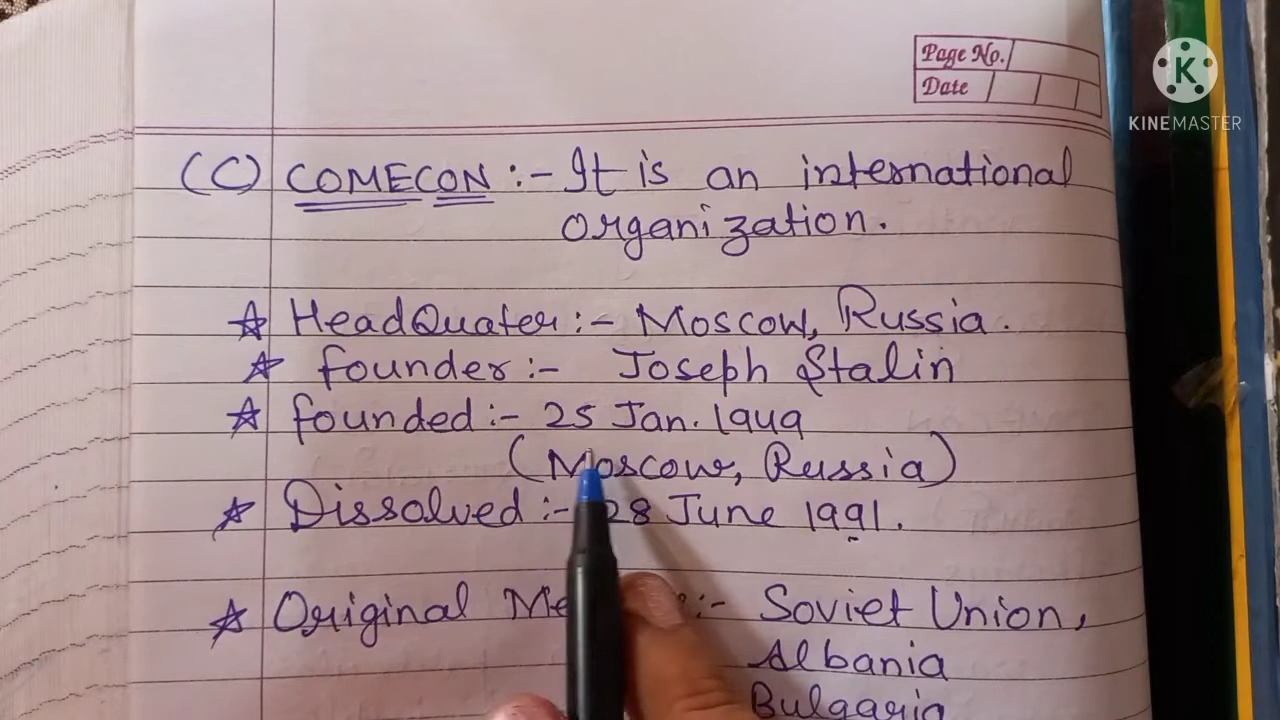 Page No.
Date
K
KINEMASTER
(C) COMECON :- It is an international
organization.
☆ HeadQuater :- Moscow, Russia.
☆ founder :- Joseph Stalin
☆ founded :- 25 Jan. 1949
(Moscow, Russia)
☆ Dissolved :- 28 June 1991.
☆ Original :- Soviet Union,
Albania
Bulgaria